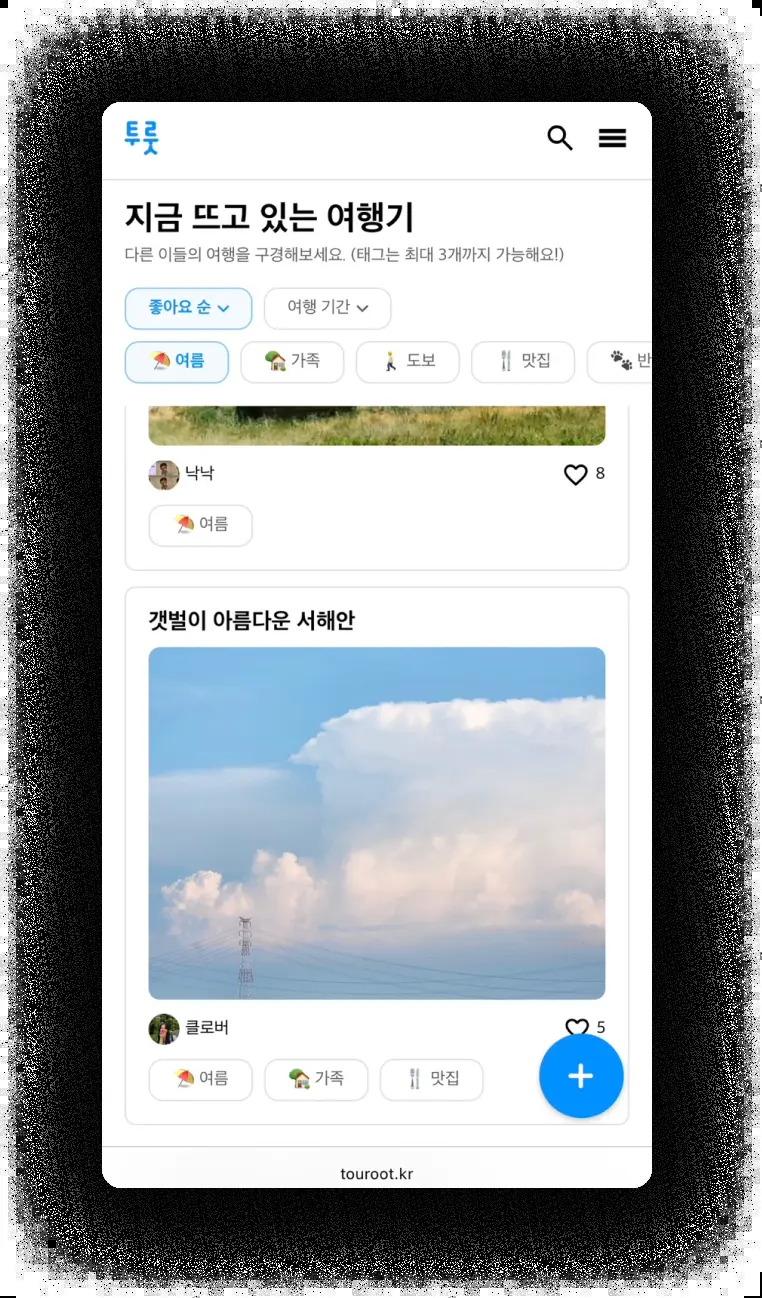 투룻
지금 뜨고 있는 여행기
다른 이들의 여행을 구경해보세요. (태그는 최대 3개까지 가능해요!)
좋아요 순 여행 기간
여름 가족 도보 맛집 반
낙낙 8
여름
갯벌이 아름다운 서해안
클로버 5
여름 가족 맛집
touroot.kr